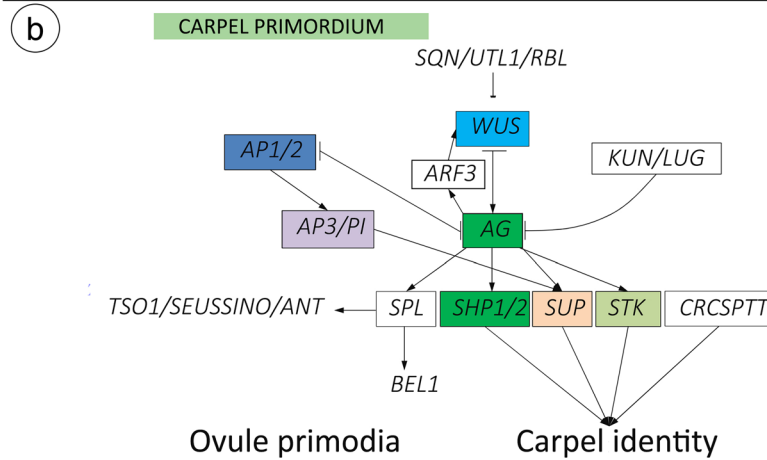 b
CARPEL PRIMORDIUM
SQN/UTL1/RBL
WUS
AP1/2
KUN/LUG
ARF3
AP3/PI
AG
TSO1/SEUSSINO/ANT
SPL
SHP1/2
SUP
STK
CRCSPTT
BEL1
Ovule primodia
Carpel identity